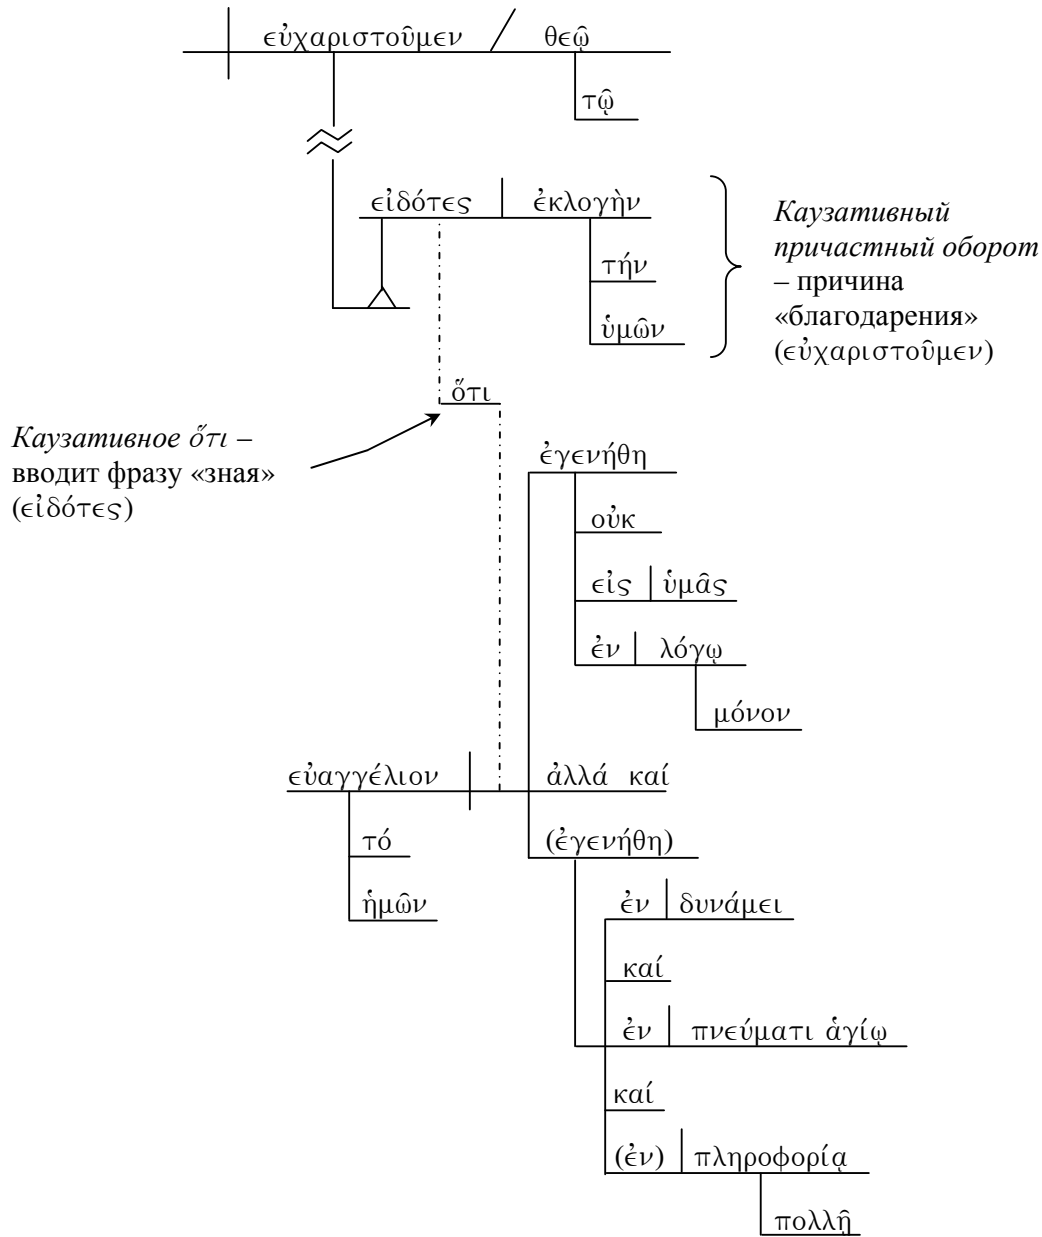 εὐχαριστοῦμεν θεῷ
τῷ
εἰδότες ἐκλογὴν
τήν
ὑμῶν
Каузативный
причастный оборот
– причина
«благодарения»
(εὐχαριστοῦμεν)
ὅτι
Каузативное ὅτι –
вводит фразу «зная»
(εἰδότες)
ἐγενήθη
οὐκ
εἰς ὑμᾶς
ἐν λόγῳ
μόνον
εὐαγγέλιον ἀλλά καί
τό
ἡμῶν
(ἐγενήθη)
ἐν δυνάμει
καί
ἐν πνεύματι ἁγίῳ
καί
(ἐν) πληροφορίᾳ
πολλῇ